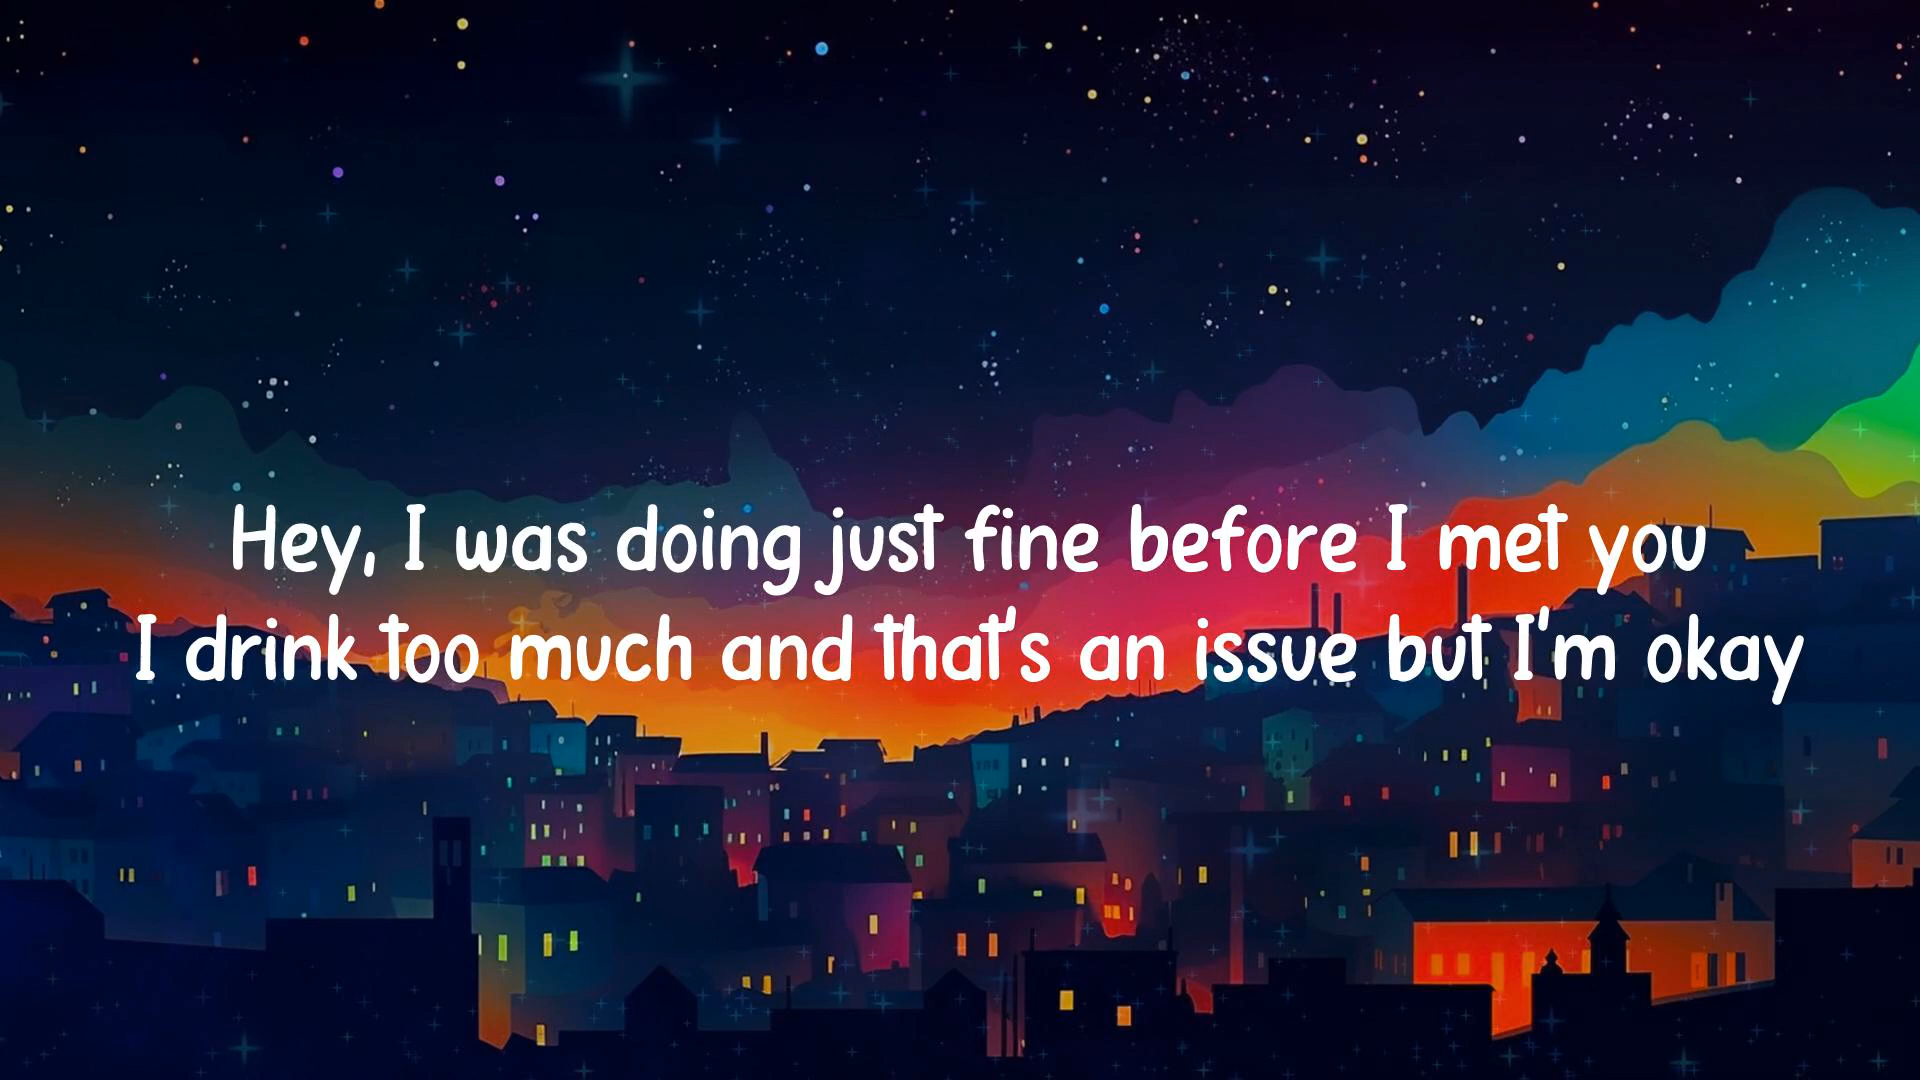 Hey, I was doing just fine before I met you
I drink too much and that's an issue but I'm okay